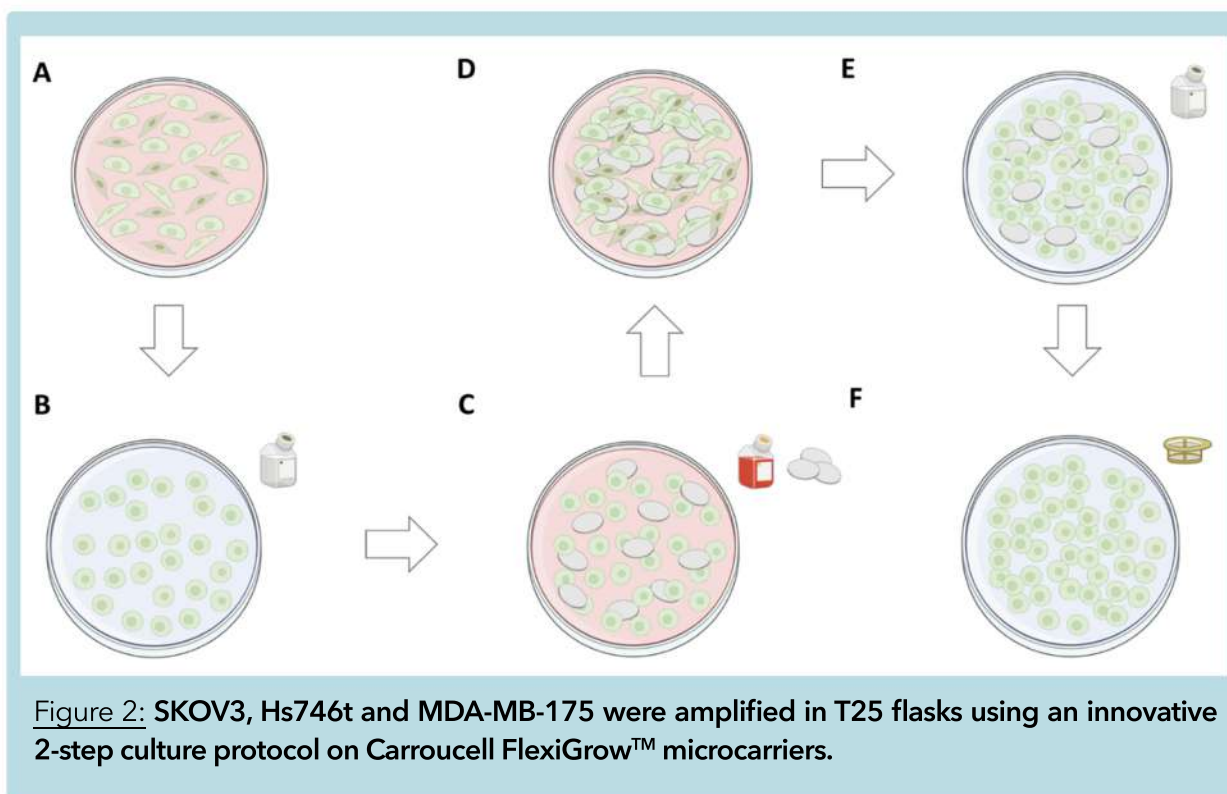 A
D
E
B
C
F
Figure 2: SKOV3, Hs746t and MDA-MB-175 were amplified in T25 flasks using an innovative
2-step culture protocol on Carroucell FlexiGrow™ microcarriers.